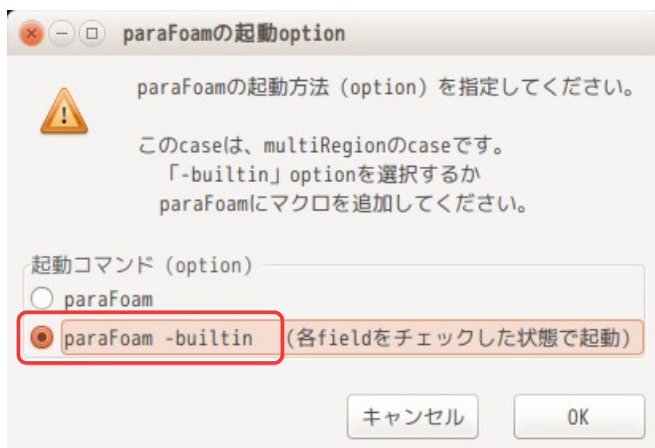 paraFoamの起動option
paraFoamの起動方法（option）を指定してください。
このcaseは、multiRegionのcaseです。
「-builtin」optionを選択するか
paraFoamにマクロを追加してください。
起動コマンド（option）
paraFoam
paraFoam -builtin （各fieldをチェックした状態で起動）
キャンセル
OK